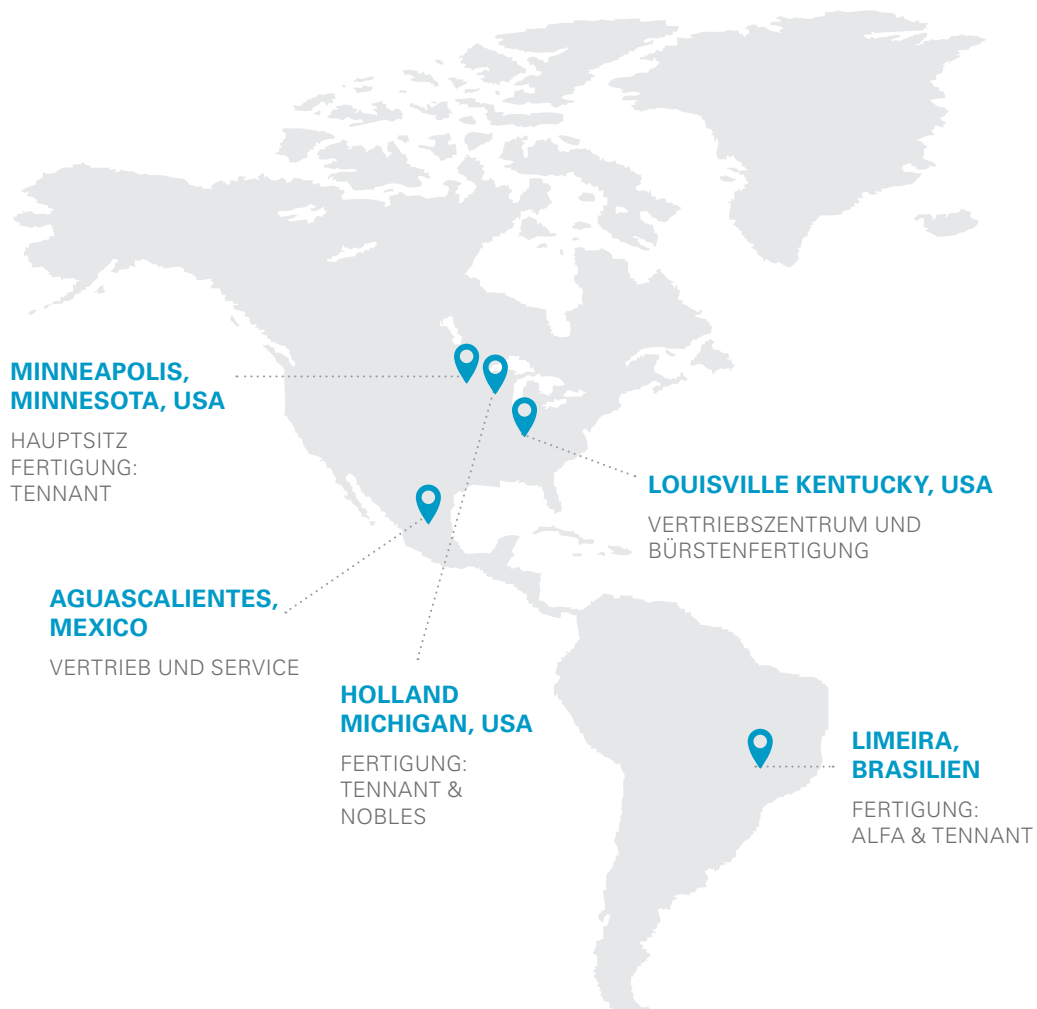 MINNEAPOLIS,
MINNESOTA, USA
HAUPTSITZ
FERTIGUNG:
TENNANT
LOUISVILLE KENTUCKY, USA
VERTRIEBSZENTRUM UND
BÜRSTENFERTIGUNG
AGUASCALIENTES,
MEXICO
VERTRIEB UND SERVICE
HOLLAND
MICHIGAN, USA
FERTIGUNG:
TENNANT &
NOBLES
LIMEIRA,
BRASILIEN
FERTIGUNG:
ALFA & TENNANT